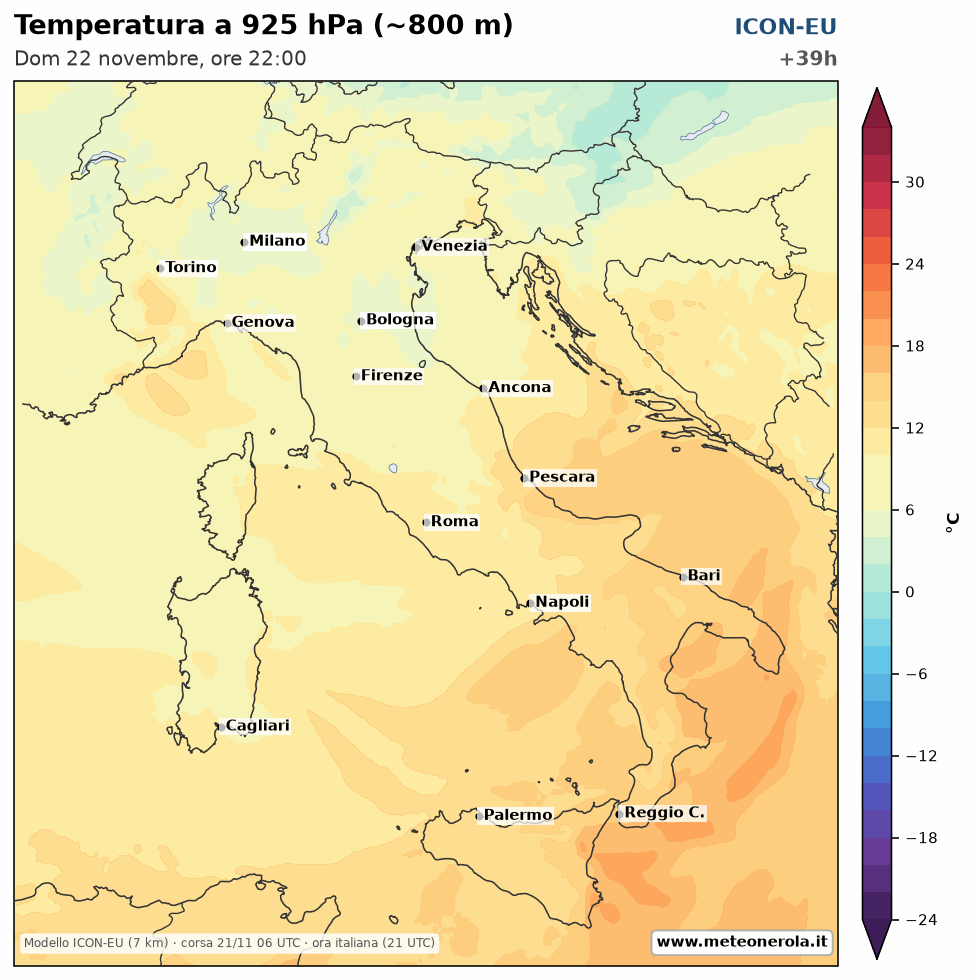 Temperatura a 925 hPa (~800 m)
ICON-EU
Dom 22 novembre, ore 22:00
+39h
Milano
Venezia
Torino
Genova
Bologna
Firenze
Ancona
Pescara
Roma
Bari
Napoli
Cagliari
Palermo
Reggio C.
30
24
18
12
6
0
−6
−12
−18
−24
°C
Modello ICON-EU (7 km) · corsa 21/11 06 UTC · ora italiana (21 UTC)
www.meteonerola.it